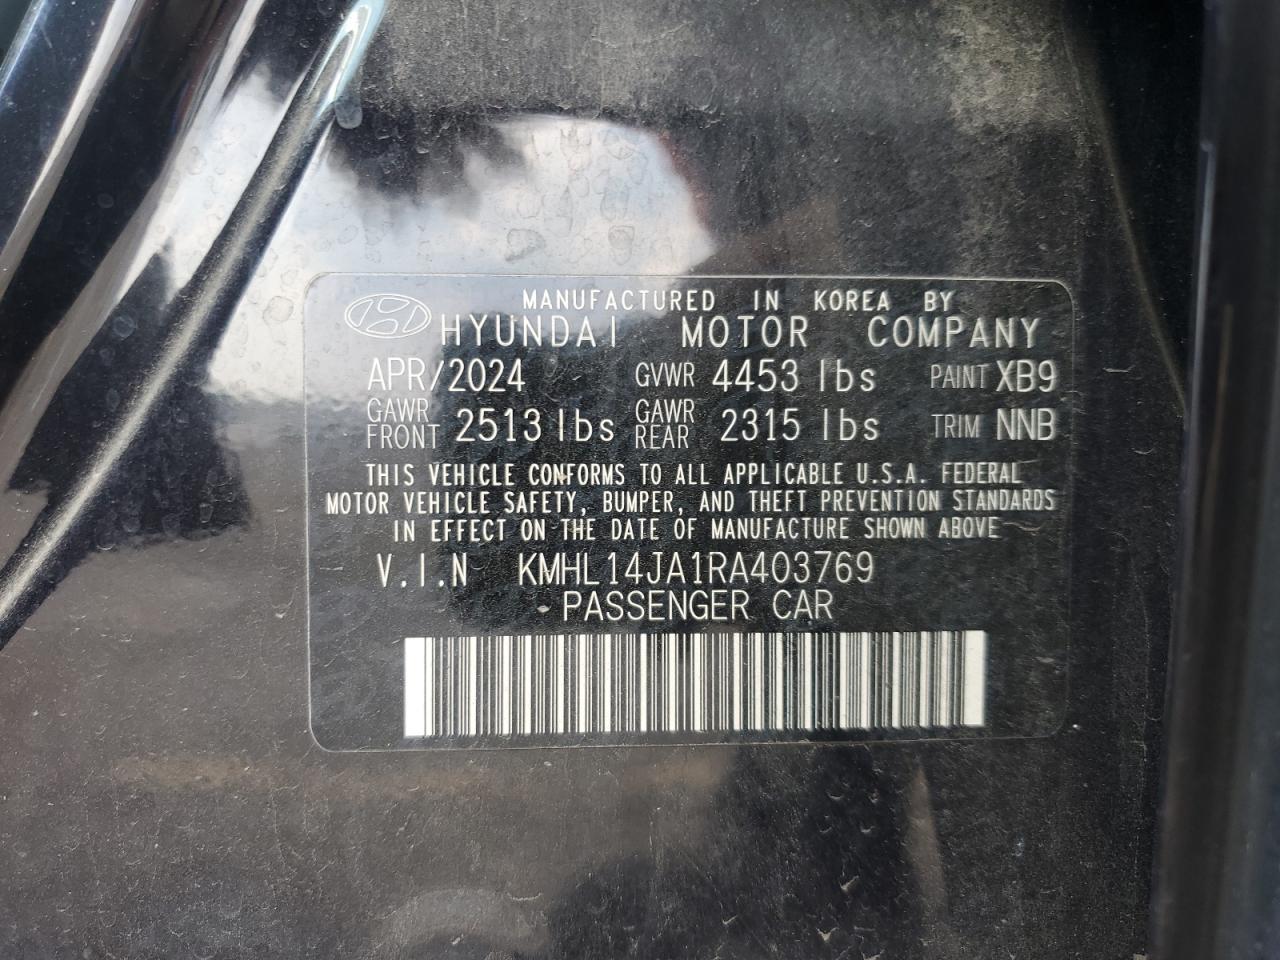 MANUFACTURED IN KOREA BY
HYUNDAI MOTOR COMPANY
APR/2024 GVWR 4453 lbs PAINT XB9
GAWR FRONT 2513 lbs GAWR REAR 2315 lbs TRIM NNB
THIS VEHICLE CONFORMS TO ALL APPLICABLE U.S.A. FEDERAL
MOTOR VEHICLE SAFETY, BUMPER, AND THEFT PREVENTION STANDARDS
IN EFFECT ON THE DATE OF MANUFACTURE SHOWN ABOVE
V.I.N KMHL14JA1RA403769
PASSENGER CAR